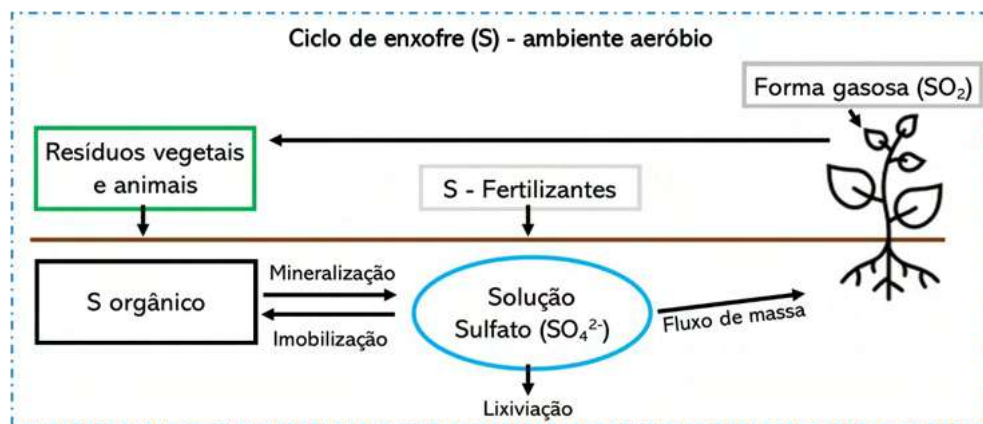 Ciclo de enxofre (S) - ambiente aeróbio
Forma gasosa (SO₂)
Resíduos vegetais
e animais
S - Fertilizantes
S orgânico
Mineralização
Imobilização
Solução
Sulfato (SO₄²⁻)
Fluxo de massa
Lixiviação